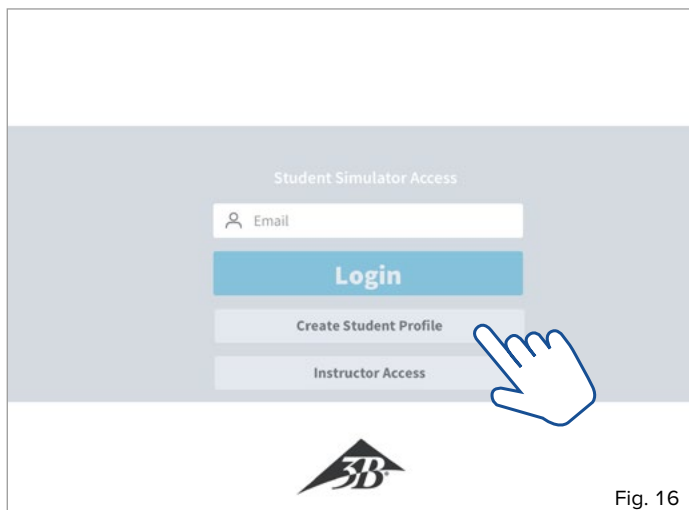 Student Simulator Access
Email
Login
Create Student Profile
Instructor Access
3B
Fig. 16